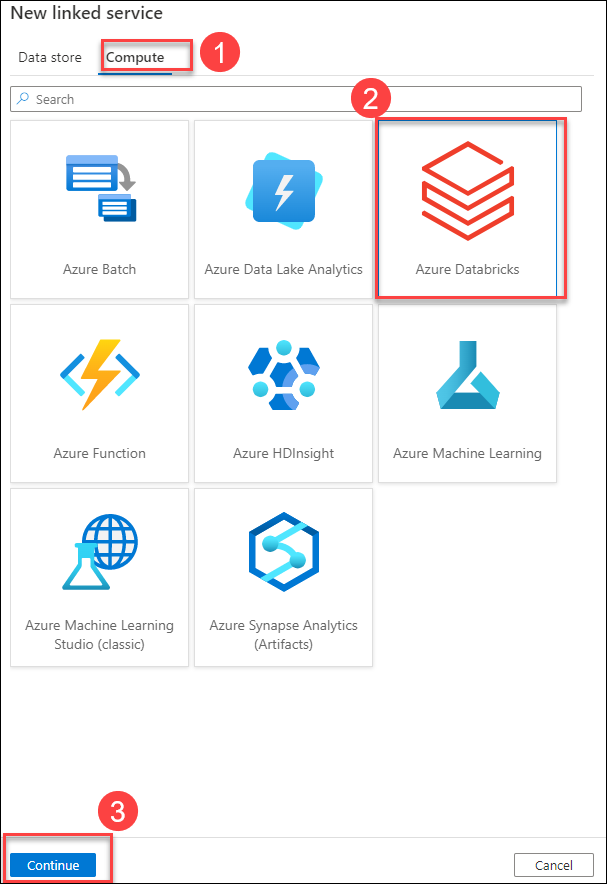 New linked service
Data store
Compute
1
Search
2
Azure Batch
Azure Data Lake Analytics
Azure Databricks
Azure Function
Azure HDInsight
Azure Machine Learning
Azure Machine Learning
Studio (classic)
Azure Synapse Analytics
(Artifacts)
3
Continue
Cancel